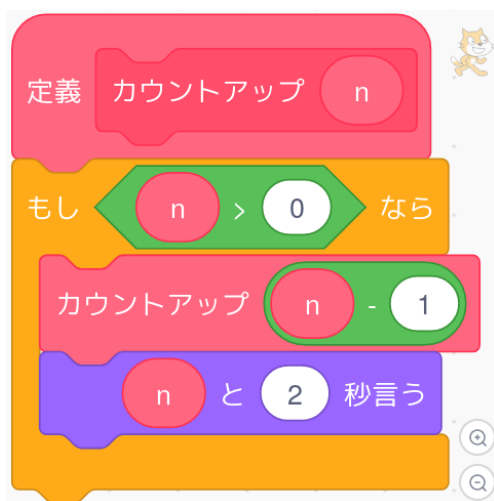 定義 カウントアップ n
もし n > 0 なら
カウントアップ n - 1
n と 2 秒言う